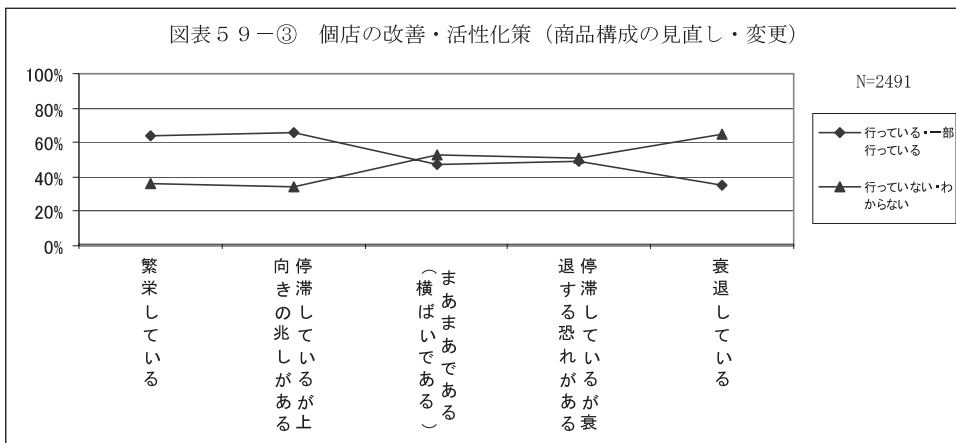 図表５９－③　個店の改善・活性化策（商品構成の見直し・変更）
100%
80%
60%
40%
20%
0%
N=2491
行っている・一部
行っている
行っていない・わ
からない
繁栄している
停滞しているが上
向きの兆しがある
まあまあである
（横ばいである）
停滞しているが衰
退する恐れがある
衰退している